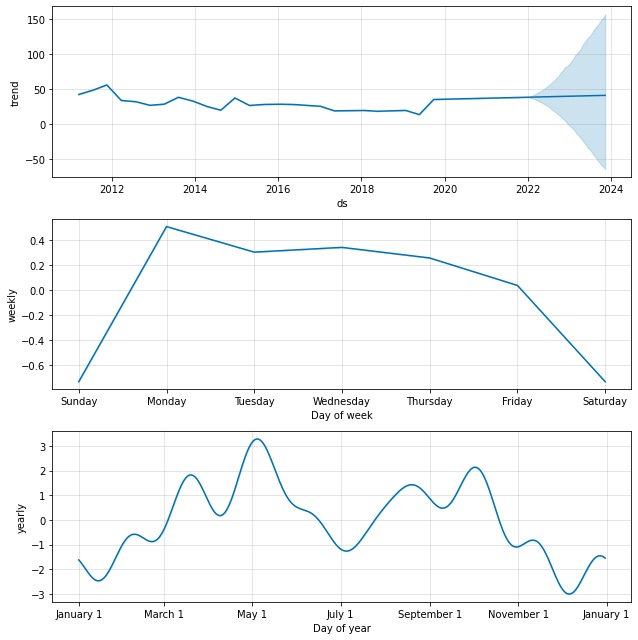 150
100
50
0
−50
trend
2012 2014 2016 2018 2020 2022 2024
ds
0.4
0.2
0.0
−0.2
−0.4
−0.6
weekly
Sunday Monday Tuesday Wednesday Thursday Friday Saturday
Day of week
3
2
1
0
−1
−2
−3
yearly
January 1 March 1 May 1 July 1 September 1 November 1 January 1
Day of year